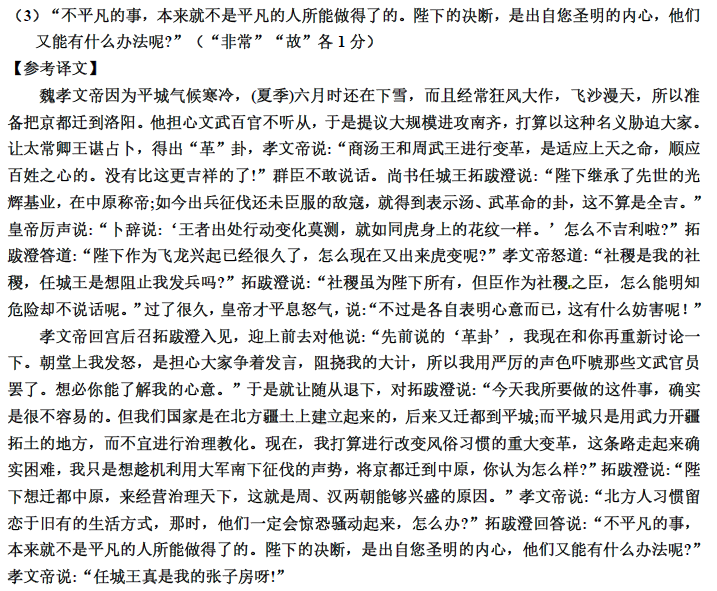 （3）“不平凡的事，本来就不是平凡的人所能做得了的。陛下的决断，是出自您圣明的内心，他们
又能有什么办法呢?”（“非常”“故”各 1 分）
【参考译文】
魏孝文帝因为平城气候寒冷，(夏季)六月时还在下雪，而且经常狂风大作，飞沙漫天，所以准
备把京都迁到洛阳。他担心文武百官不听从，于是提议大规模进攻南齐，打算以这种名义胁迫大家。
让太常卿王谌占卜，得出“革”卦，孝文帝说:“商汤王和周武王进行变革，是适应上天之命，顺应
百姓之心的。没有比这更吉祥的了!”群臣不敢说话。尚书任城王拓跋澄说:“陛下继承了先世的光
辉基业，在中原称帝;如今出兵征伐还未臣服的敌寇，就得到表示汤、武革命的卦，这不算是全吉。”
皇帝厉声说:“卜辞说:‘王者出处行动变化莫测，就如同虎身上的花纹一样。’怎么不吉利啦?”拓
跋澄答道:“陛下作为飞龙兴起已经很久了，怎么现在又出来虎变呢?”孝文帝怒道:“社稷是我的社
稷，任城王是想阻止我发兵吗?”拓跋澄说:“社稷虽为陛下所有，但臣作为社稷之臣，怎么能明知
危险却不说话呢。”过了很久，皇帝才平息怒气，说:“不过是各自表明心意而已，这有什么妨害呢！”
孝文帝回宫后召拓跋澄入见，迎上前去对他说:“先前说的‘革卦’，我现在和你再重新讨论一
下。朝堂上我发怒，是担心大家争着发言，阻挠我的大计，所以我用严厉的声色吓唬那些文武官员
罢了。想必你能了解我的心意。”于是就让随从退下，对拓跋澄说:“今天我所要做的这件事，确实
是很不容易的。但我们国家是在北方疆土上建立起来的，后来又迁都到平城;而平城只是用武力开疆
拓土的地方，而不宜进行治理教化。现在，我打算进行改变风俗习惯的重大变革，这条路走起来确
实困难，我只是想趁机利用大军南下征伐的声势，将京都迁到中原，你认为怎么样?”拓跋澄说:“陛
下想迁都中原，来经营治理天下，这就是周、汉两朝能够兴盛的原因。”孝文帝说:“北方人习惯留
恋于旧有的生活方式，那时，他们一定会惊恐骚动起来，怎么办?”拓跋澄回答说:“不平凡的事，
本来就不是平凡的人所能做得了的。陛下的决断，是出自您圣明的内心，他们又能有什么办法呢?”
孝文帝说:“任城王真是我的张子房呀!”